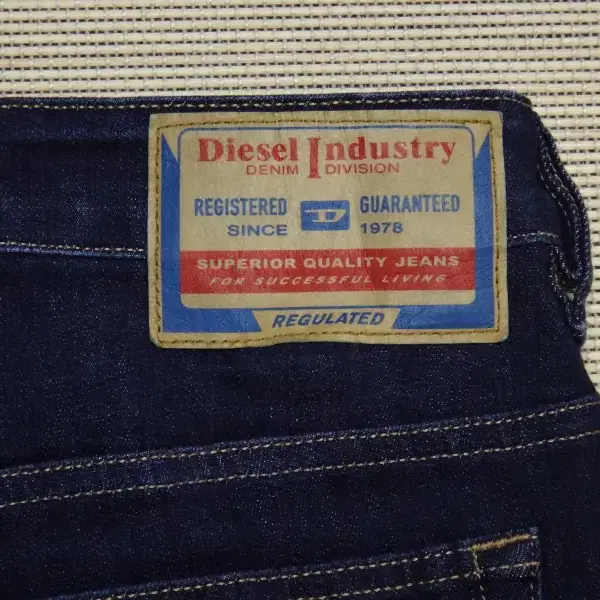 Diesel Industry
DENIM DIVISION
REGISTERED D GUARANTEED
SINCE 1978
SUPERIOR QUALITY JEANS
FOR SUCCESSFUL LIVING
REGULATED